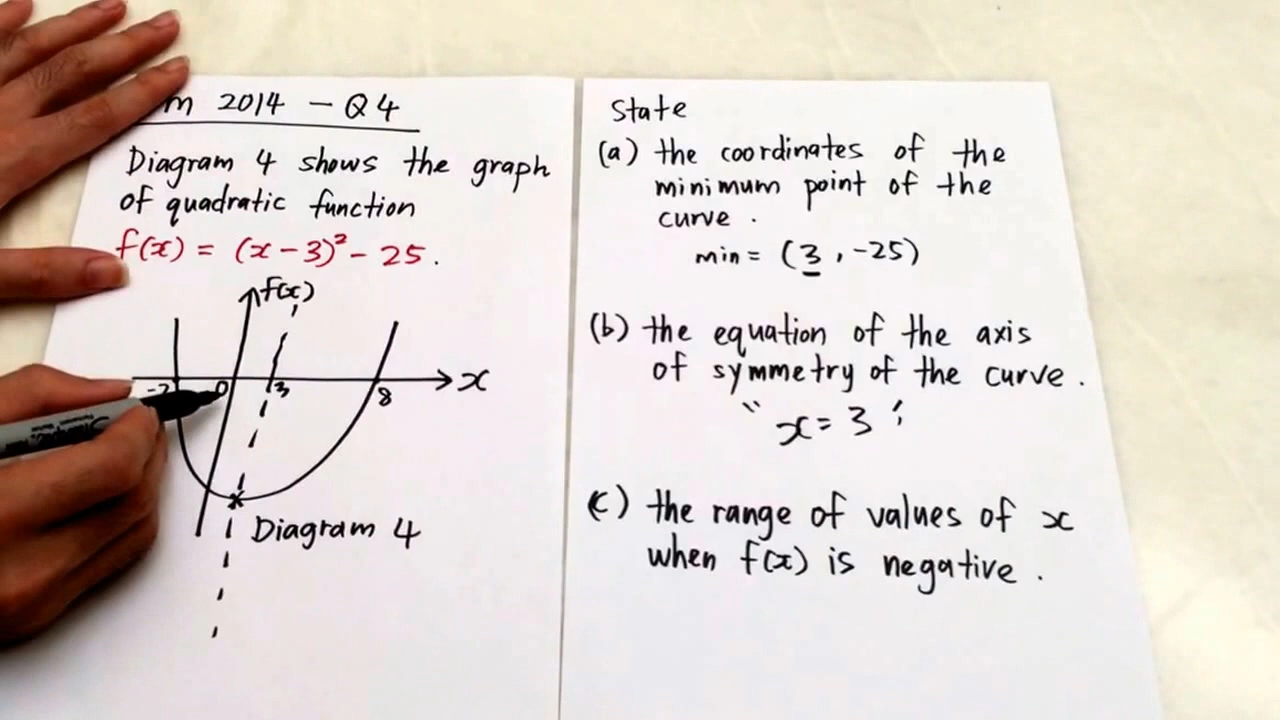 m 2014 – Q4
Diagram 4 shows the graph
of quadratic function
f(x) = (x – 3)² – 25.
f(x)
-2 0 3 8 x
Diagram 4
State
(a) the coordinates of the
minimum point of the
curve.
min = (3, -25)
(b) the equation of the axis
of symmetry of the curve.
"x = 3"
(c) the range of values of x
when f(x) is negative.